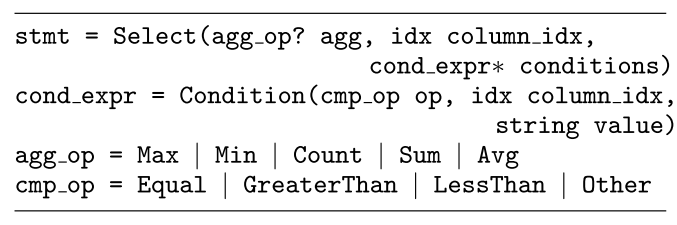 stmt = Select(agg_op? agg, idx column_idx,
cond_expr* conditions)
cond_expr = Condition(cmp_op op, idx column_idx,
string value)
agg_op = Max | Min | Count | Sum | Avg
cmp_op = Equal | GreaterThan | LessThan | Other